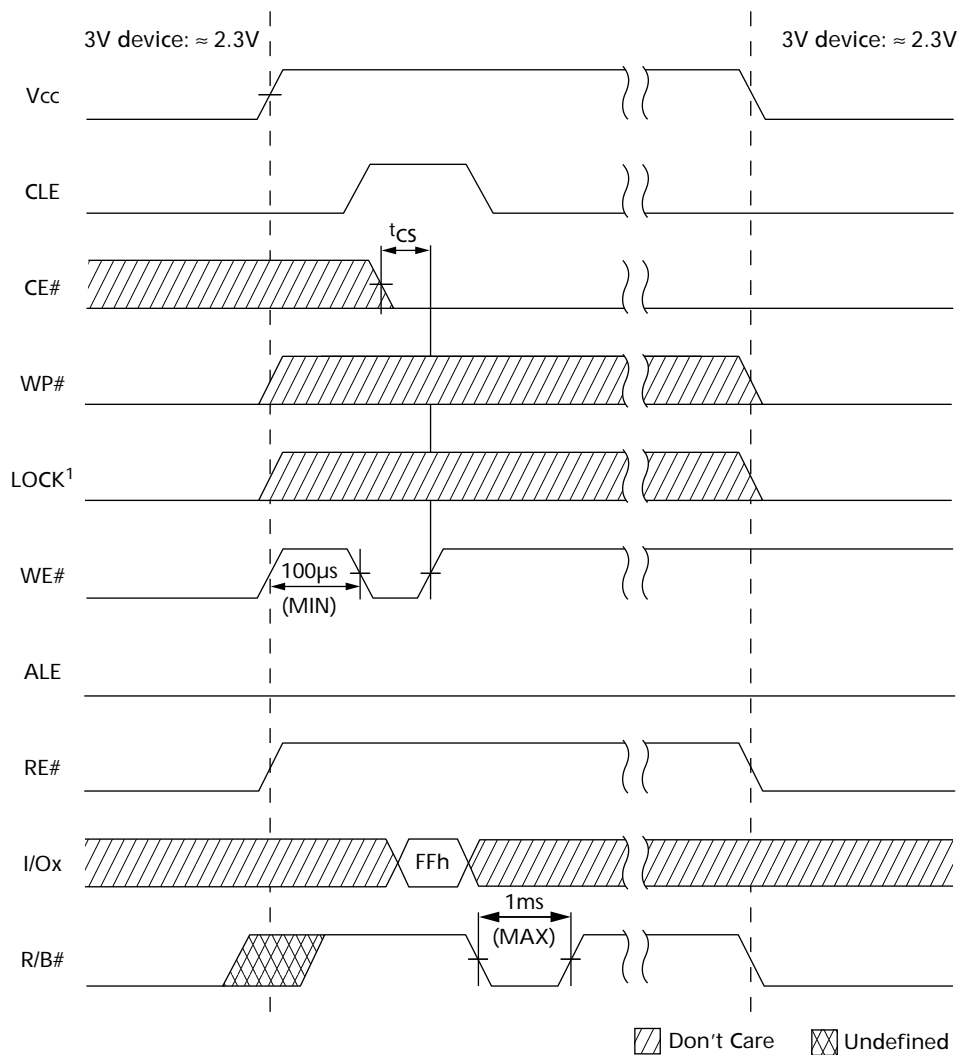 3V device: ≈ 2.3V
3V device: ≈ 2.3V
Vcc
CLE
tCS
CE#
WP#
LOCK1
WE#
100µs
(MIN)
ALE
RE#
I/Ox
FFh
1ms
(MAX)
R/B#
Don't Care
Undefined